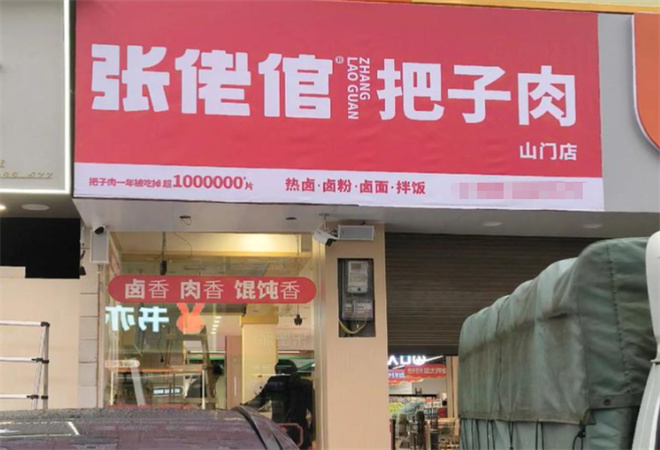 张佬倌 ZHANG LAO GUAN 把子肉
山门店
把子肉一年被吃掉超1000000+片 热卤·卤粉·卤面·拌饭
卤香 肉香 馄饨香
书亦